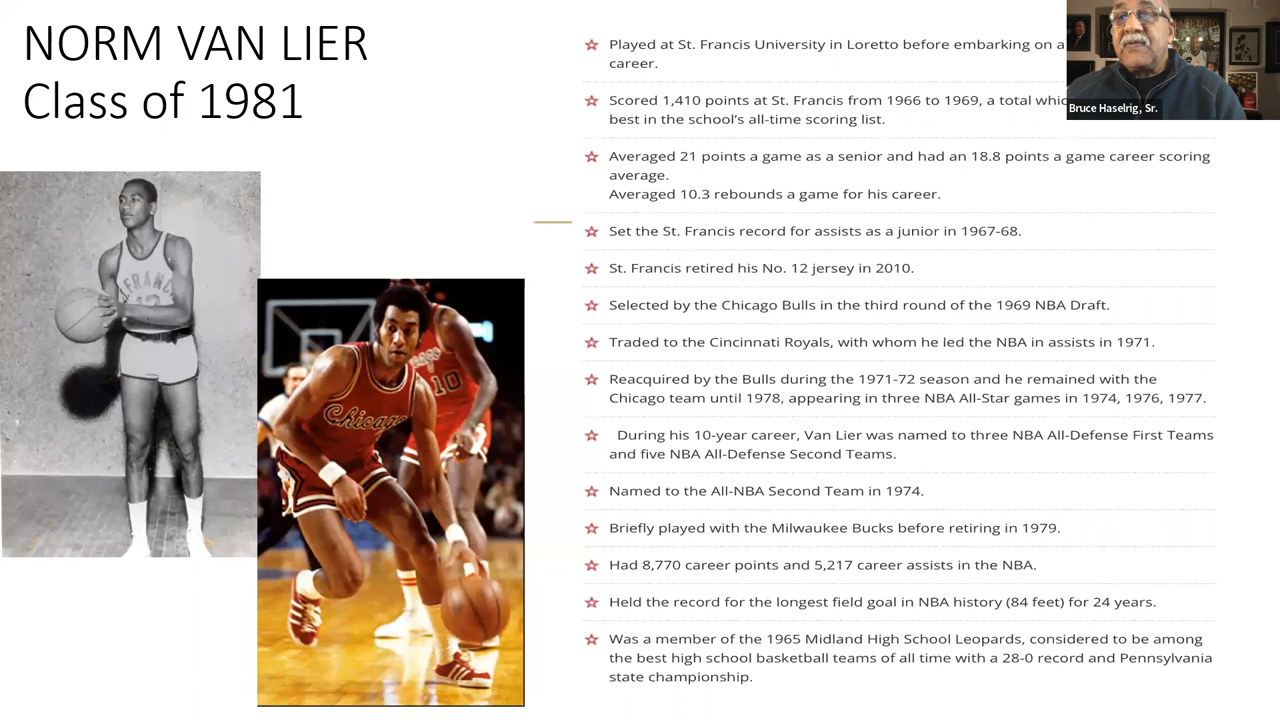 NORM VAN LIER
Class of 1981
Played at St. Francis University in Loretto before embarking on a
career.
Scored 1,410 points at St. Francis from 1966 to 1969, a total
best in the school's all-time scoring list.
Averaged 21 points a game as a senior and had an 18.8 points a game career scoring
average.
Averaged 10.3 rebounds a game for his career.
Set the St. Francis record for assists as a junior in 1967-68.
St. Francis retired his No. 12 jersey in 2010.
Selected by the Chicago Bulls in the third round of the 1969 NBA Draft.
Traded to the Cincinnati Royals, with whom he led the NBA in assists in 1971.
Reacquired by the Bulls during the 1971-72 season and he remained with the
Chicago team until 1978, appearing in three NBA All-Star games in 1974, 1976, 1977.
During his 10-year career, Van Lier was named to three NBA All-Defense First Teams
and five NBA All-Defense Second Teams.
Named to the All-NBA Second Team in 1974.
Briefly played with the Milwaukee Bucks before retiring in 1979.
Had 8,770 career points and 5,217 career assists in the NBA.
Held the record for the longest field goal in NBA history (84 feet) for 24 years.
Was a member of the 1965 Midland High School Leopards, considered to be among
the best high school basketball teams of all time with a 28-0 record and Pennsylvania
state championship.
Bruce Haselrig, Sr.
HASELRIG
Chicago
10